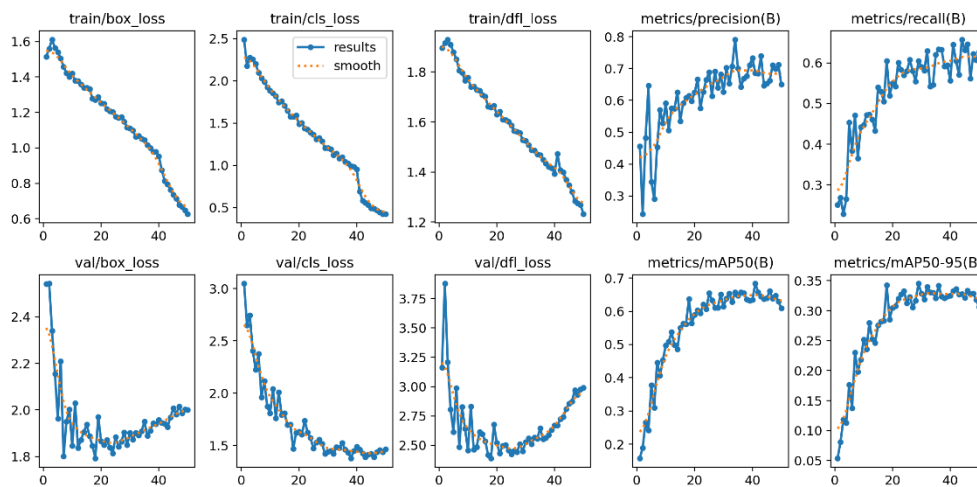 train/box_loss
train/cls_loss
train/dfl_loss
metrics/precision(B)
metrics/recall(B)
1.6
1.4
1.2
1.0
0.8
0.6
0 20 40
2.5
2.0
1.5
1.0
0.5
0 20 40
results
smooth
1.8
1.6
1.4
1.2
0 20 40
0.8
0.7
0.6
0.5
0.4
0.3
0 20 40
0.6
0.5
0.4
0.3
0 20 40
val/box_loss
val/cls_loss
val/dfl_loss
metrics/mAP50(B)
metrics/mAP50-95(B)
2.4
2.2
2.0
1.8
0 20 40
3.0
2.5
2.0
1.5
0 20 40
3.75
3.50
3.25
3.00
2.75
2.50
0 20 40
0.7
0.6
0.5
0.4
0.3
0.2
0 20 40
0.35
0.30
0.25
0.20
0.15
0.10
0.05
0 20 40